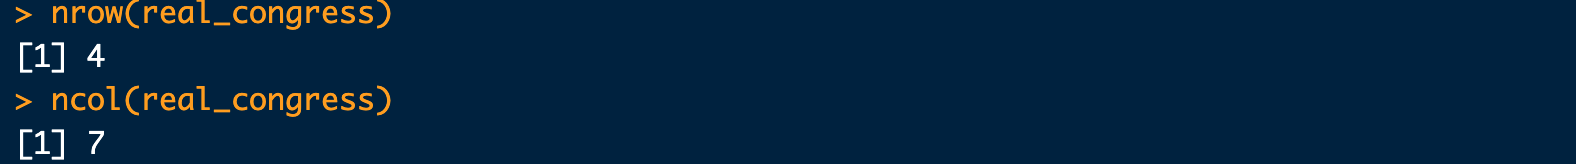 > nrow(real_congress)
[1] 4
> ncol(real_congress)
[1] 7